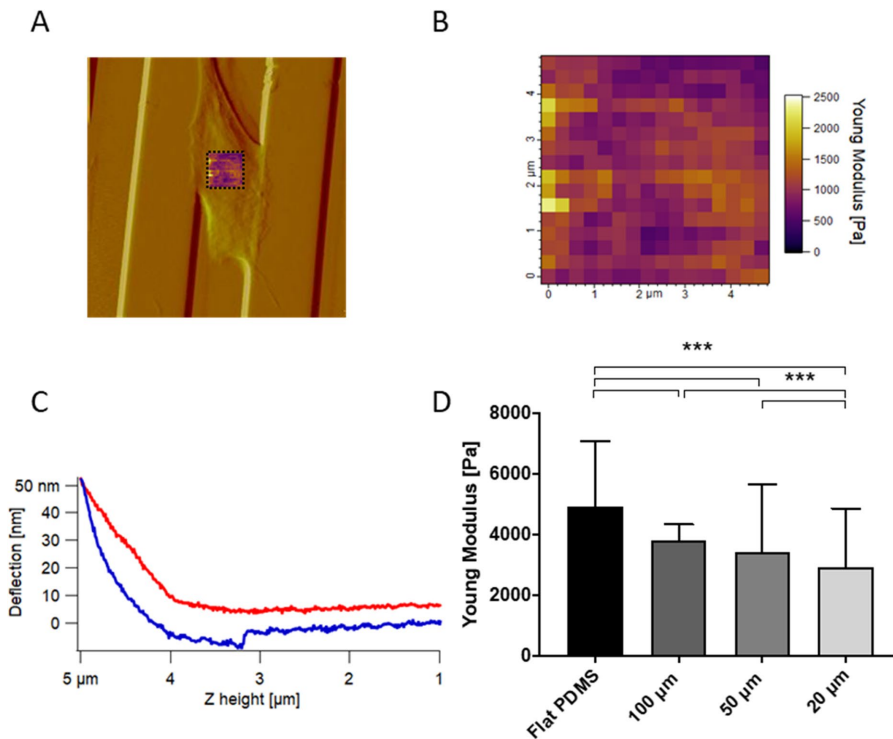 A
B
4
3
2 µm
1
0
0
1
2 µm
3
4
2500
2000
1500
1000
500
0
Young Modulus [Pa]
C
50 nm
40
30
20
10
0
Deflection [nm]
5 µm
4
3
2
1
Z height [µm]
D
***
***
8000
6000
4000
2000
0
Young Modulus [Pa]
Flat PDMS
100 µm
50 µm
20 µm